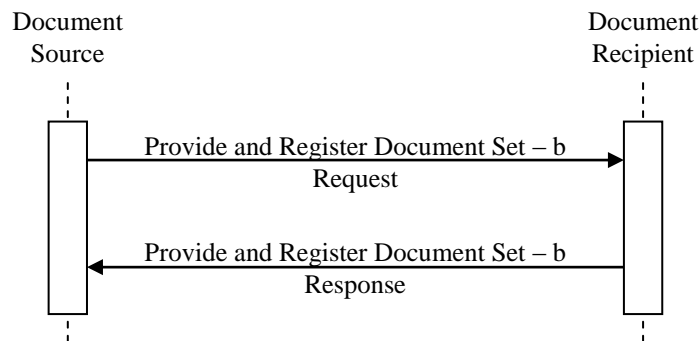 Document
Source
Document
Recipient
Provide and Register Document Set – b
Request
Provide and Register Document Set – b
Response